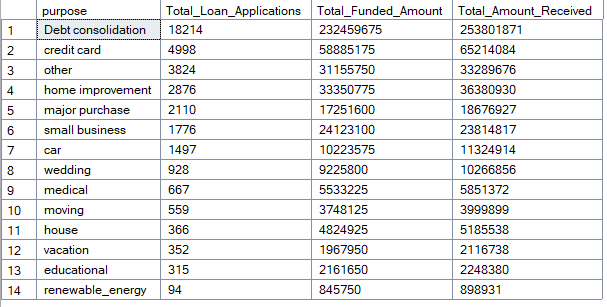 purpose Total_Loan_Applications Total_Funded_Amount Total_Amount_Received
1 Debt consolidation 18214 232459675 253801871
2 credit card 4998 58885175 65214084
3 other 3824 31155750 33289676
4 home improvement 2876 33350775 36380930
5 major purchase 2110 17251600 18676927
6 small business 1776 24123100 23814817
7 car 1497 10223575 11324914
8 wedding 928 9225800 10266856
9 medical 667 5533225 5851372
10 moving 559 3748125 3999899
11 house 366 4824925 5185538
12 vacation 352 1967950 2116738
13 educational 315 2161650 2248380
14 renewable_energy 94 845750 898931